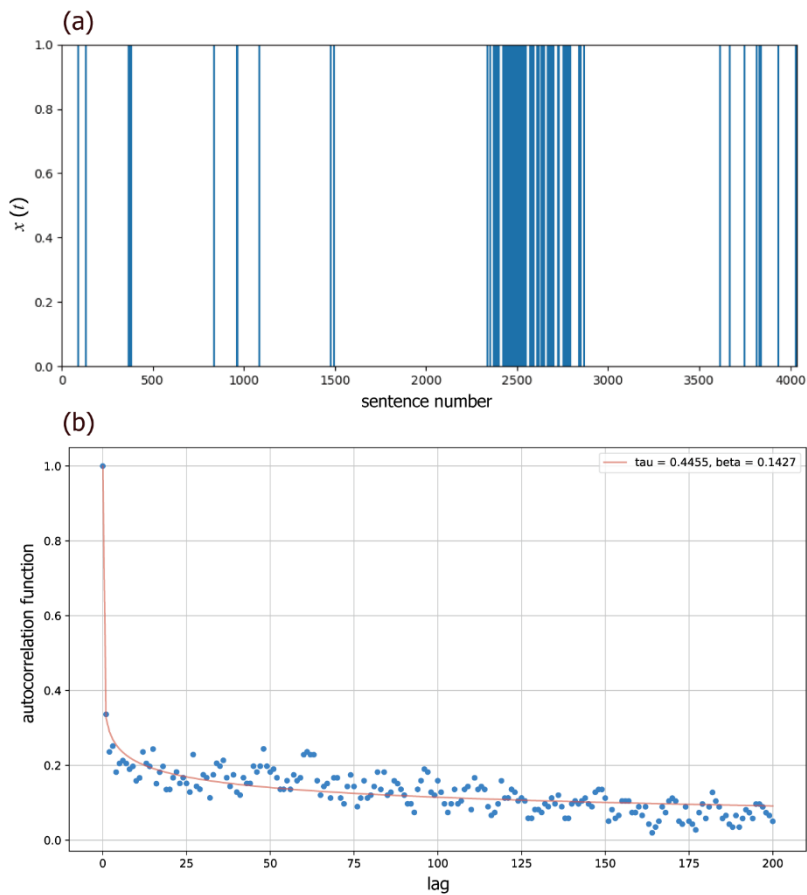 (a)
1.0
0.8
0.6
0.4
0.2
0.0
x (t)
0 500 1000 1500 2000 2500 3000 3500 4000
sentence number
(b)
1.0
0.8
0.6
0.4
0.2
0.0
autocorrelation function
tau = 0.4455, beta = 0.1427
0 25 50 75 100 125 150 175 200
lag